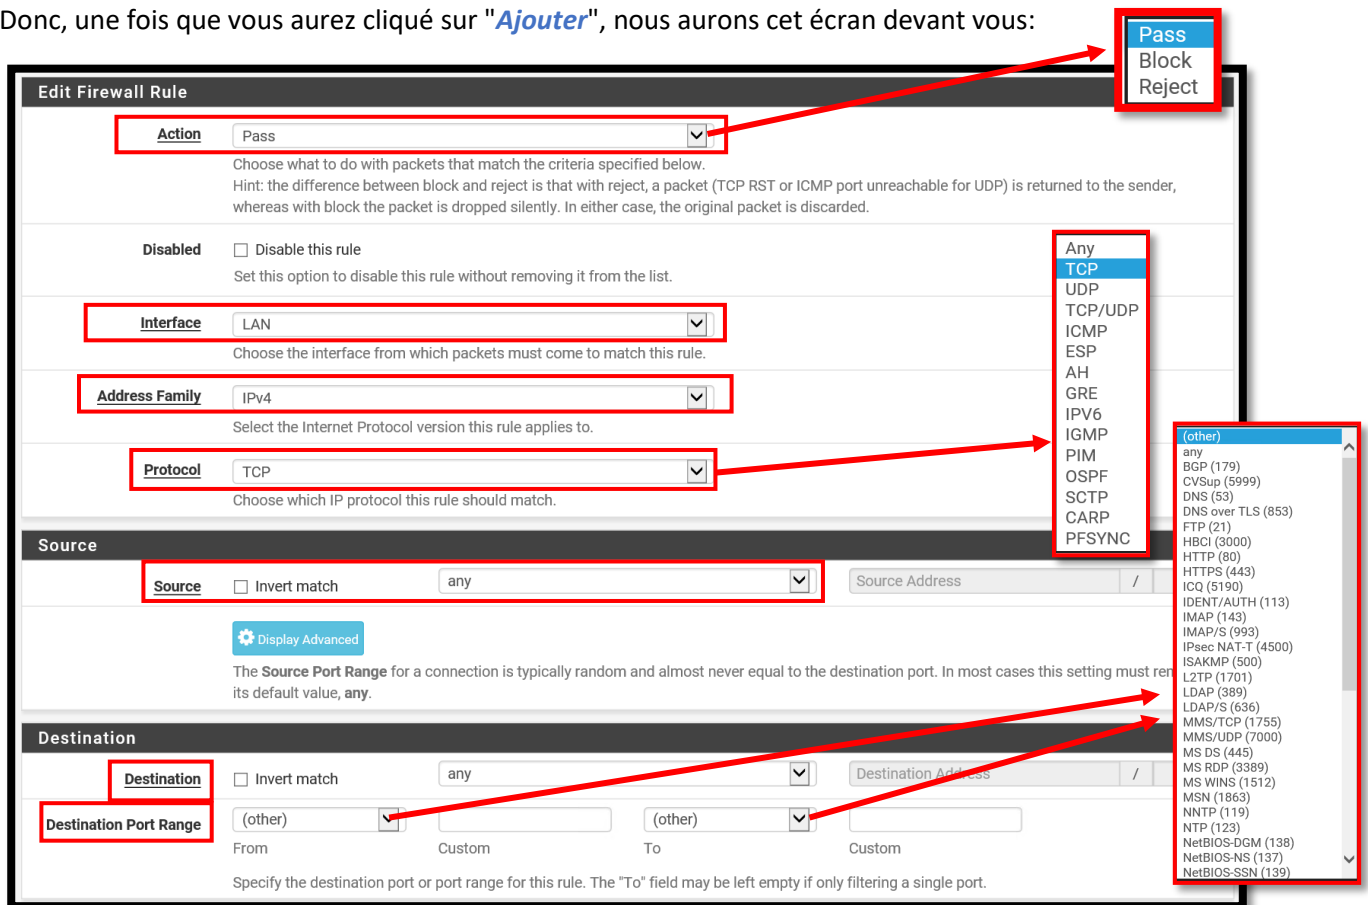 Donc, une fois que vous aurez cliqué sur "Ajouter", nous aurons cet écran devant vous:
Pass
Block
Reject
Edit Firewall Rule
Action
Pass
Choose what to do with packets that match the criteria specified below.
Hint: the difference between block and reject is that with reject, a packet (TCP RST or ICMP port unreachable for UDP) is returned to the sender,
whereas with block the packet is dropped silently. In either case, the original packet is discarded.
Disabled
Disable this rule
Set this option to disable this rule without removing it from the list.
Interface
LAN
Choose the interface from which packets must come to match this rule.
Address Family
IPv4
Select the Internet Protocol version this rule applies to.
Protocol
TCP
Choose which IP protocol this rule should match.
Any
TCP
UDP
TCP/UDP
ICMP
ESP
AH
GRE
IPV6
IGMP
PIM
OSPF
SCTP
CARP
PFSYNC
Source
Source
Invert match
any
Source Address
/
Display Advanced
The Source Port Range for a connection is typically random and almost never equal to the destination port. In most cases this setting must
its default value, any.
Destination
Destination
Invert match
any
Destination Address
/
Destination Port Range
(other)
(other)
From
Custom
To
Custom
Specify the destination port or port range for this rule. The "To" field may be left empty if only filtering a single port.
(other)
any
BGP (179)
CVSup (5999)
DNS (53)
DNS over TLS (853)
FTP (21)
HBCI (3000)
HTTP (80)
HTTPS (443)
ICQ (5190)
IDENT/AUTH (113)
IMAP (143)
IMAP/S (993)
IPsec NAT-T (4500)
ISAKMP (500)
L2TP (1701)
LDAP (389)
LDAP/S (636)
MMS/TCP (1755)
MMS/UDP (7000)
MS DS (445)
MS RDP (3389)
MS WINS (1512)
MSN (1863)
NNTP (119)
NTP (123)
NetBIOS-DGM (138)
NetBIOS-NS (137)
NetBIOS-SSN (139)